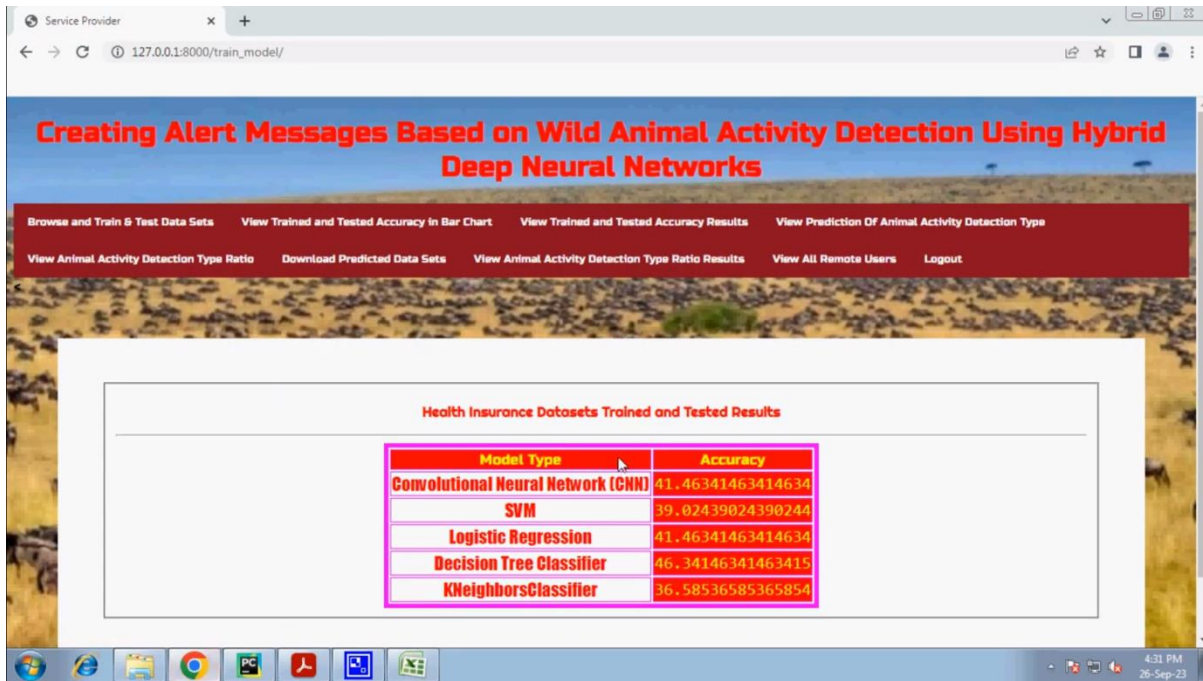 Service Provider
127.0.0.1:8000/train_model/
Creating Alert Messages Based on Wild Animal Activity Detection Using Hybrid
Deep Neural Networks
Browse and Train & Test Data Sets View Trained and Tested Accuracy in Bar Chart View Trained and Tested Accuracy Results View Prediction Of Animal Activity Detection Type
View Animal Activity Detection Type Ratio Download Predicted Data Sets View Animal Activity Detection Type Ratio Results View All Remote Users Logout
<
Health Insurance Datasets Trained and Tested Results
Model Type Accuracy
Convolutional Neural Network (CNN) 41.46341463414634
SVM 39.02439024390244
Logistic Regression 41.46341463414634
Decision Tree Classifier 46.34146341463415
KNeighborsClassifier 36.58536585365854
PC
4:31 PM
26-Sep-23